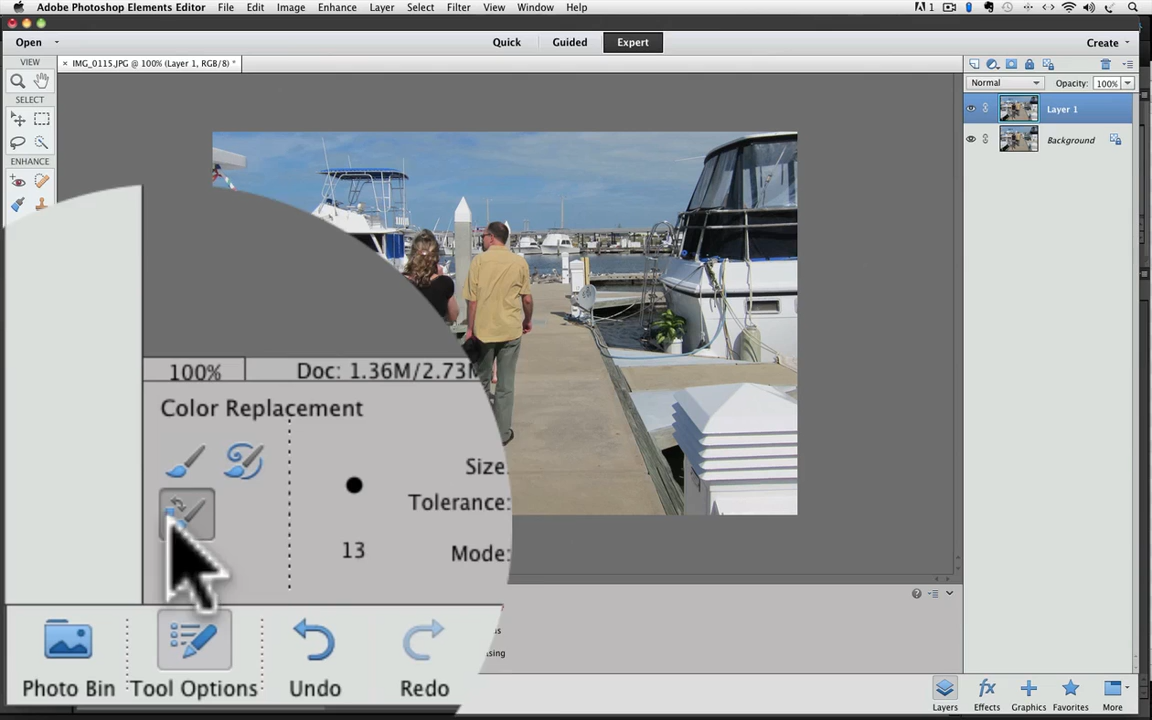 Adobe Photoshop Elements Editor File Edit Image Enhance Layer Select Filter View Window Help
1
Open Quick Guided Expert Create
VIEW
IMG_0115.JPG @ 100% (Layer 1, RGB/8) *
SELECT
ENHANCE
Normal Opacity: 100%
Layer 1
Background
100% Doc: 1.36M/2.73M
Color Replacement
Size:
Tolerance:
13 Mode:
Photo Bin Tool Options Undo Redo
Layers Effects Graphics Favorites More